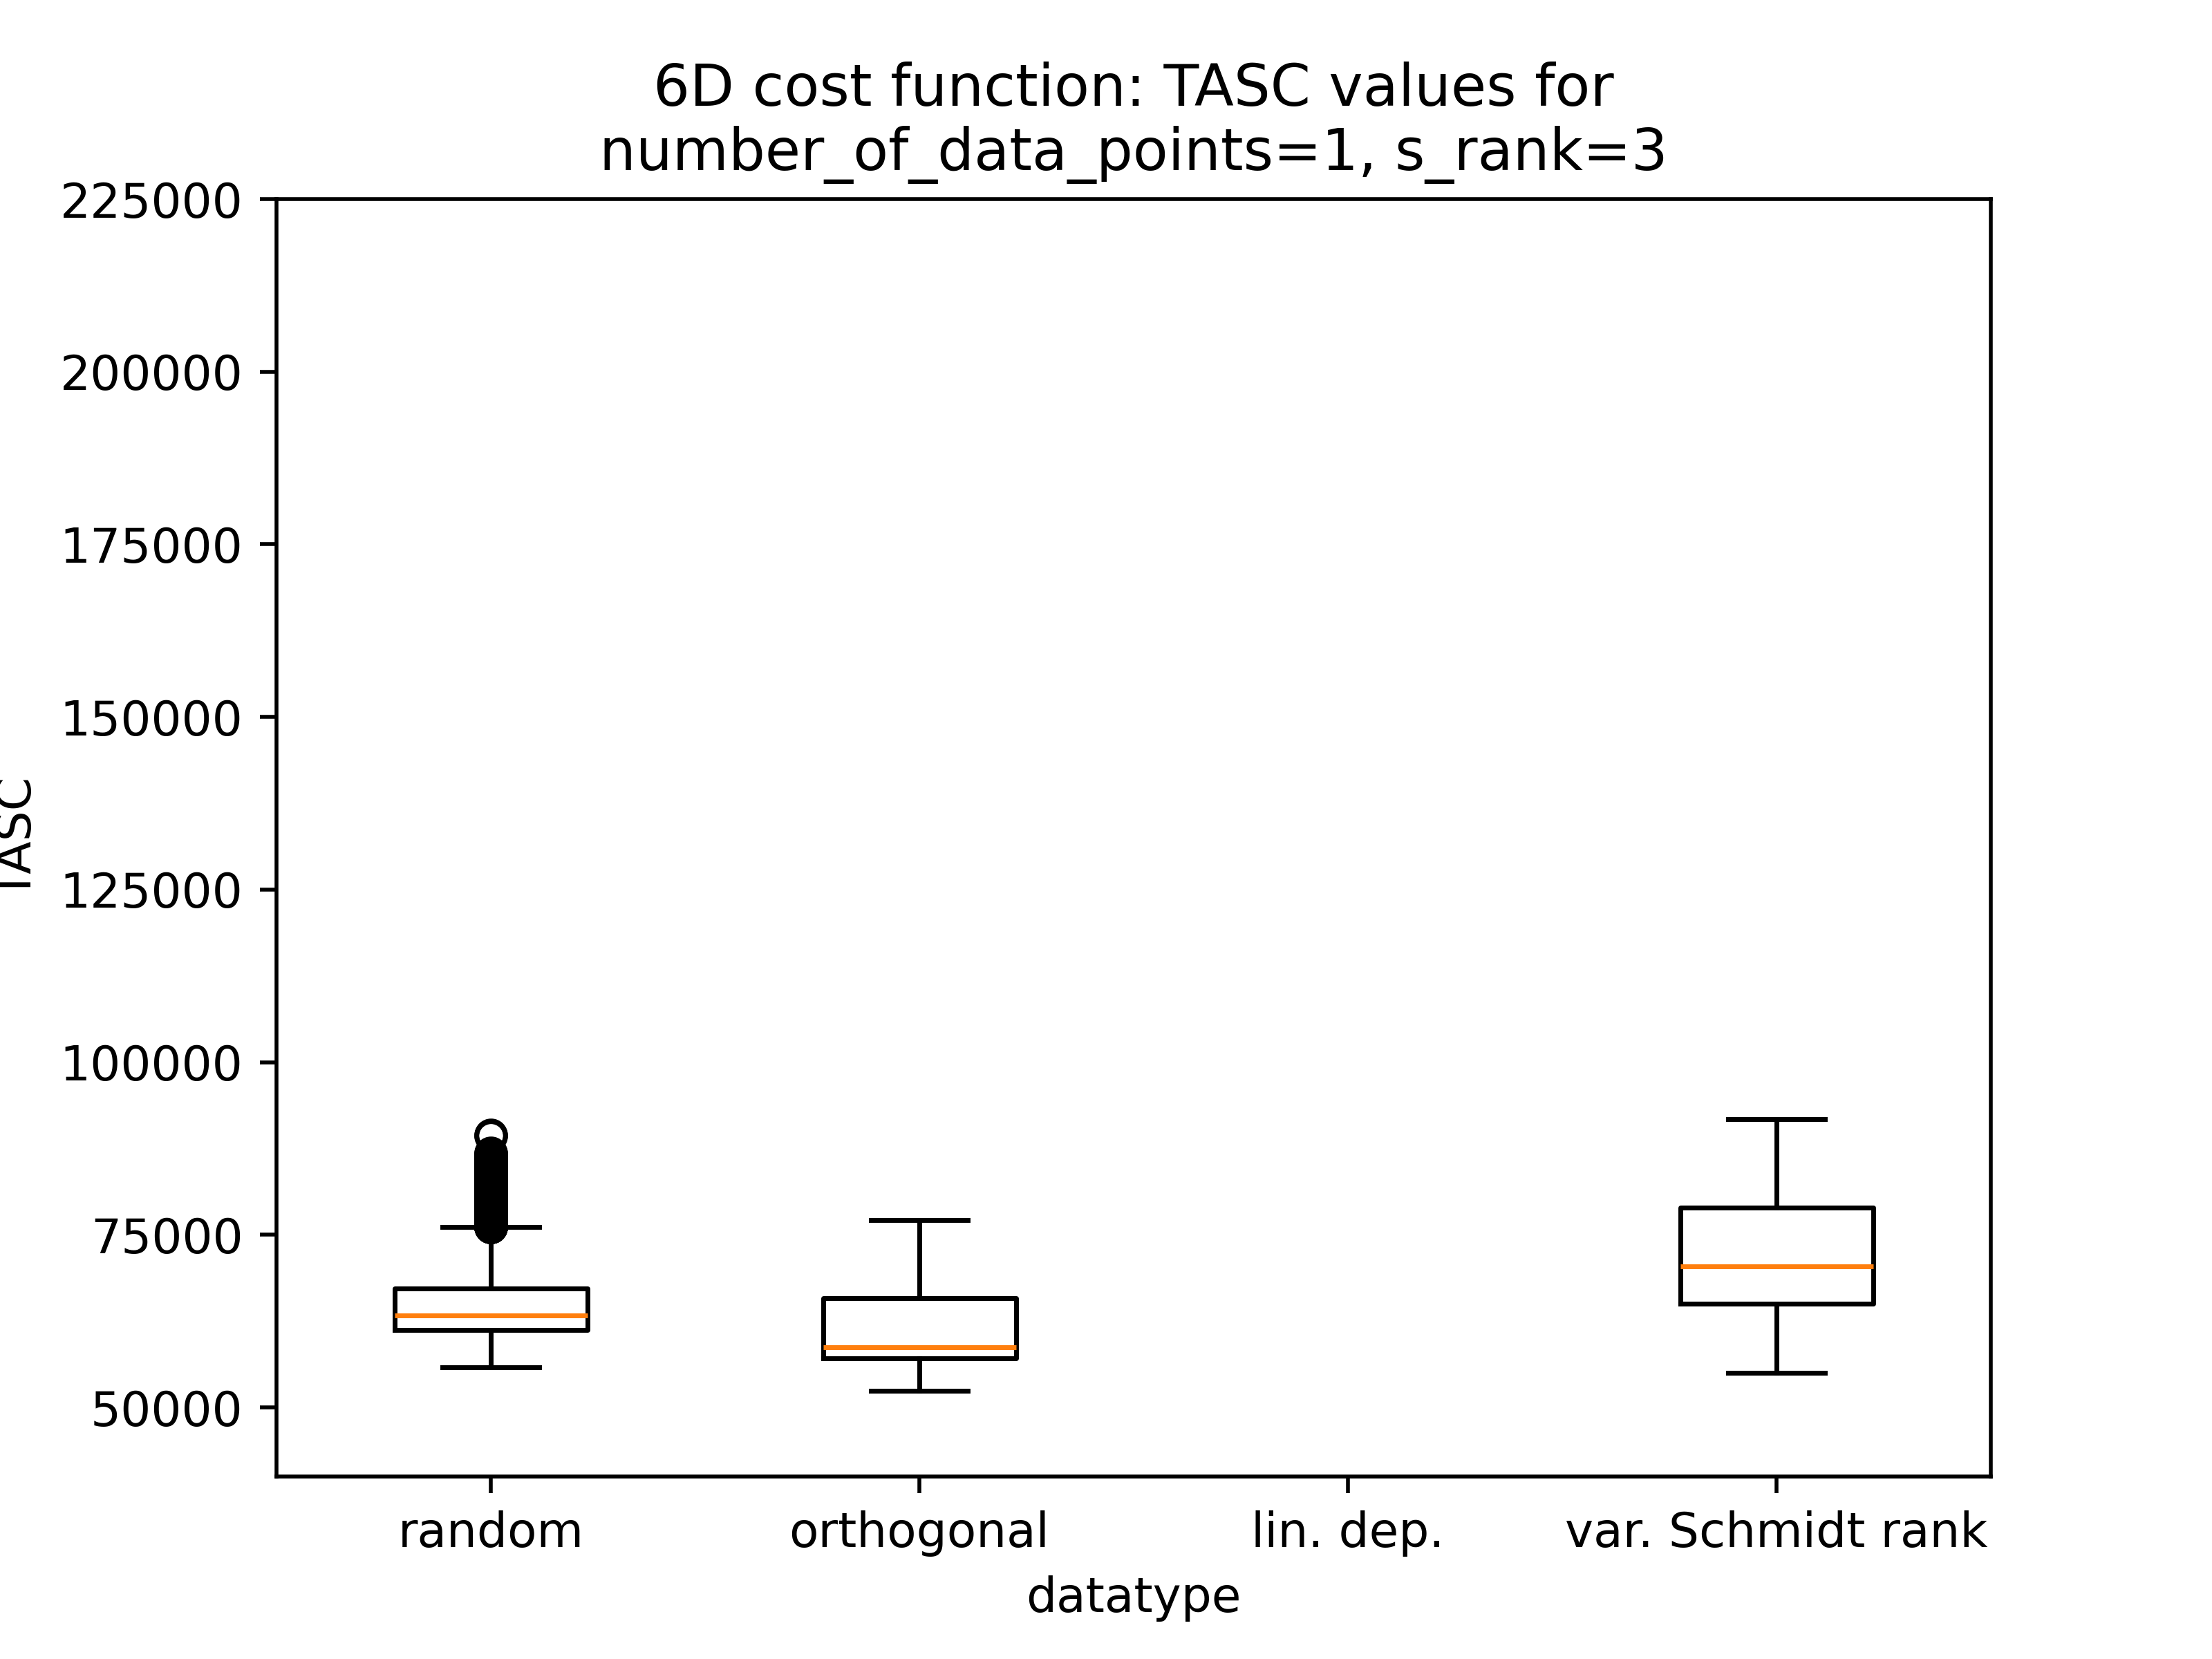 6D cost function: TASC values for
number_of_data_points=1, s_rank=3
225000
200000
175000
150000
125000
100000
75000
50000
TASC
random
orthogonal
lin. dep.
var. Schmidt rank
datatype